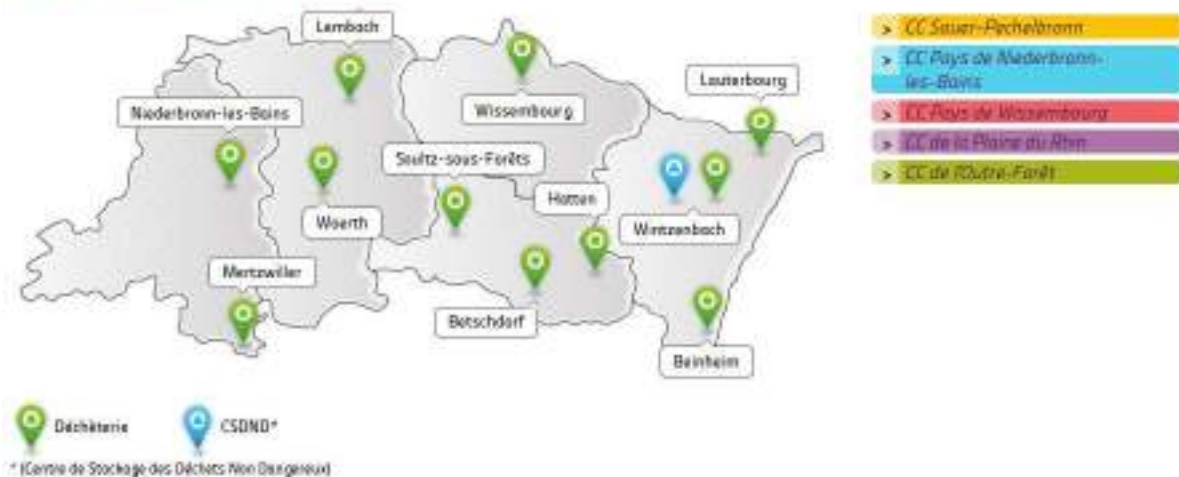 Lembach
Lauterbourg
Niederbronn-les-Bains
Wissembourg
Soultz-sous-Forêts
Hatten
Woerth
Wintzenbach
Mertzwiller
Betschdorf
Beinheim
Déchèterie
CSDND*
* (Centre de Stockage des Déchets Non Dangereux)
> CC Sauer-Pechelbronn
> CC Pays de Niederbronn-
les-Bains
> CC Pays de Wissembourg
> CC de la Plaine du Rhin
> CC de l'Outre-Forêt